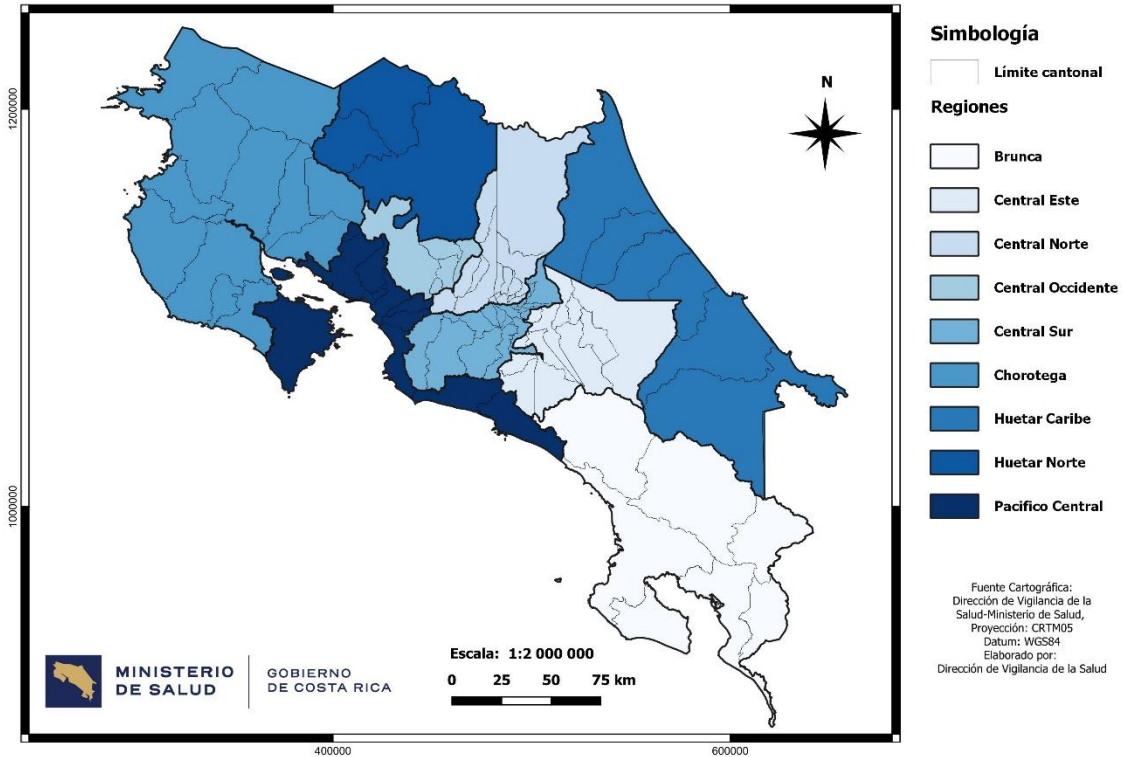 Simbología
Límite cantonal
Regiones
Brunca
Central Este
Central Norte
Central Occidente
Central Sur
Chorotega
Huetar Caribe
Huetar Norte
Pacifico Central
Fuente Cartográfica:
Dirección de Vigilancia de la
Salud-Ministerio de Salud,
Proyección: CRTM05
Datum: WGS84
Elaborado por:
Dirección de Vigilancia de la Salud
N
1200000
1000000
MINISTERIO
DE SALUD
GOBIERNO
DE COSTA RICA
Escala: 1:2 000 000
0 25 50 75 km
400000
600000